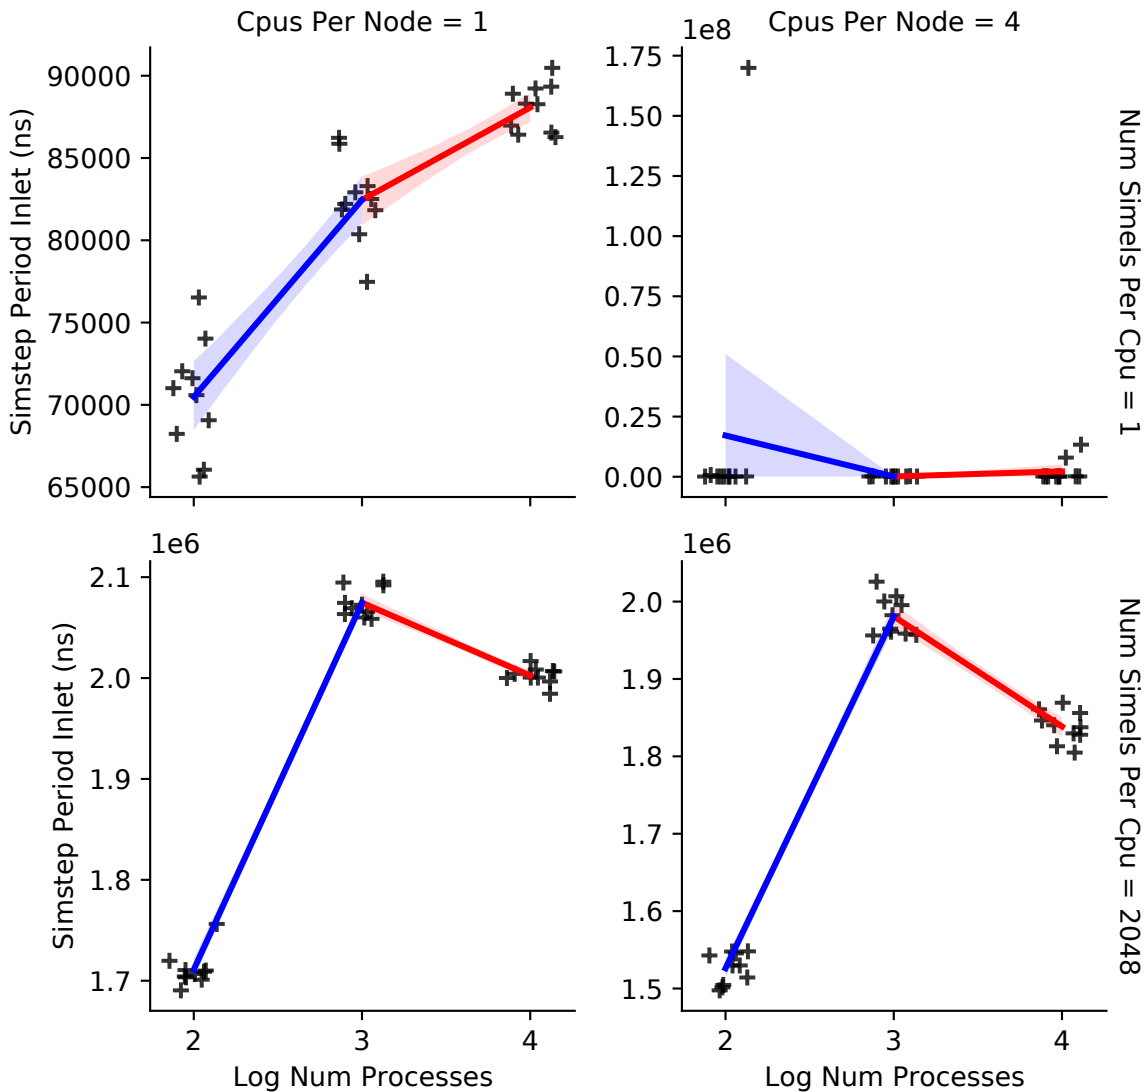 Cpus Per Node = 1
Cpus Per Node = 4
1e8
90000
85000
80000
75000
70000
65000
Simstep Period Inlet (ns)
1.75
1.50
1.25
1.00
0.75
0.50
0.25
0.00
Num Simels Per Cpu = 1
1e6
2.1
2.0
1.9
1.8
1.7
Simstep Period Inlet (ns)
2
3
4
Log Num Processes
1e6
2.0
1.9
1.8
1.7
1.6
1.5
2
3
4
Log Num Processes
Num Simels Per Cpu = 2048